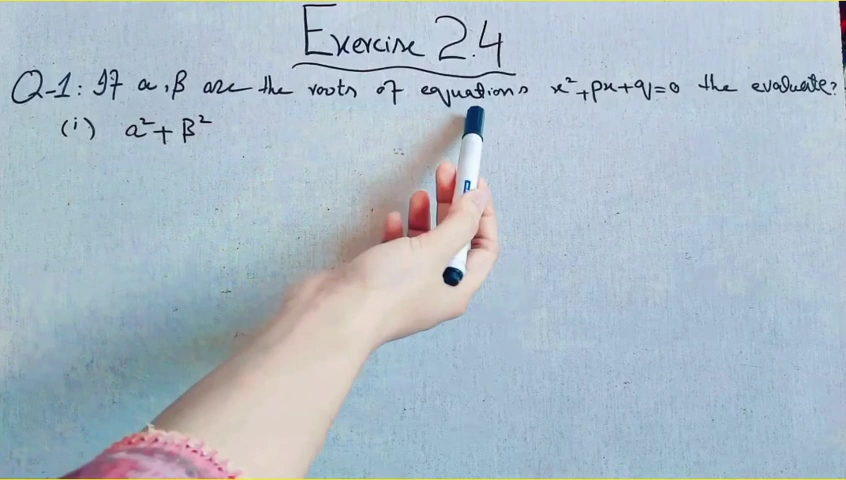 Exercise 2.4
Q-1: If α, β are the roots of equations x²+px+q=0 the evaluate?
(i) α²+β²